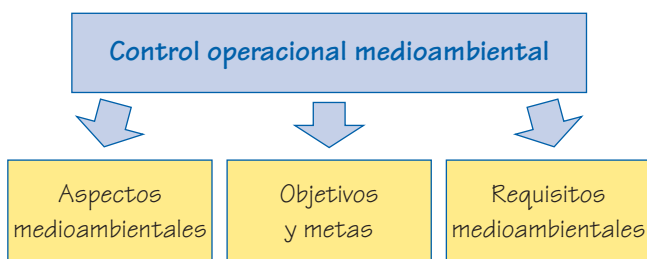 Control operacional medioambiental
Aspectos
medioambientales
Objetivos
y metas
Requisitos
medioambientales